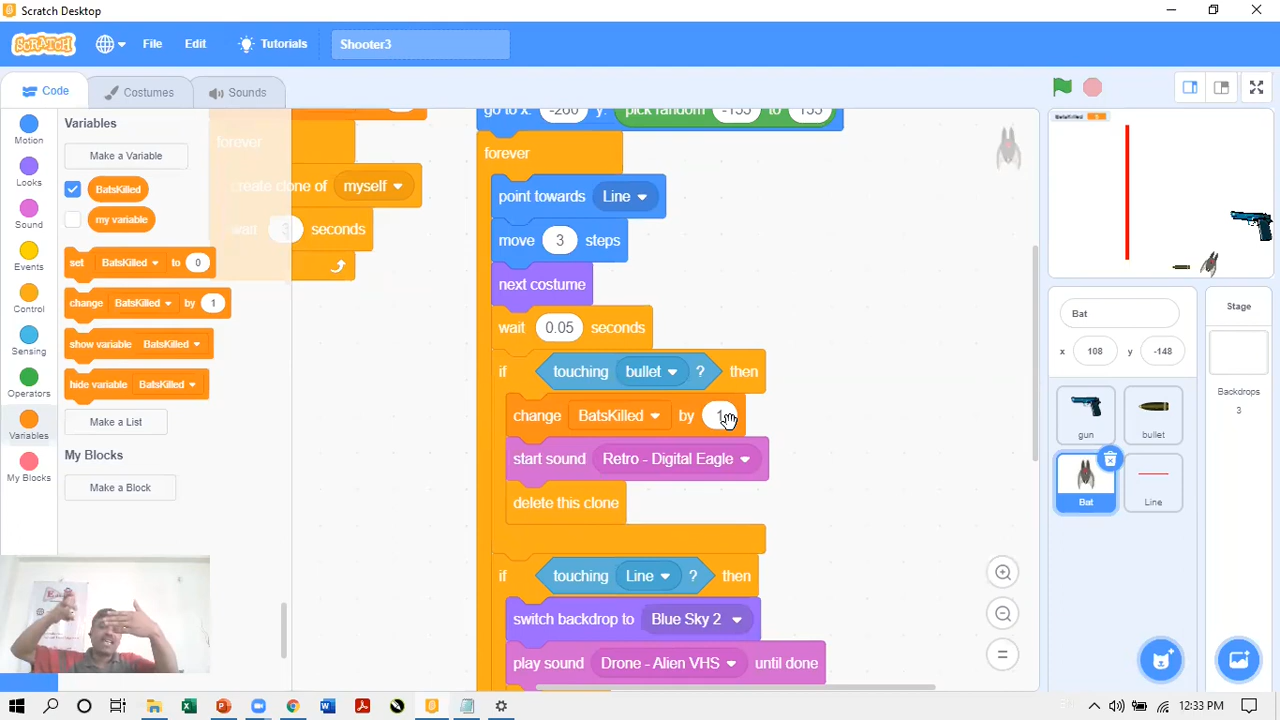 Scratch Desktop
SCRATCH File Edit Tutorials Shooter3
Code Costumes Sounds
Motion
Looks
Sound
Events
Control
Sensing
Operators
Variables
My Blocks
Variables
Make a Variable
BatsKilled
my variable
set BatsKilled to 0
change BatsKilled by 1
show variable BatsKilled
hide variable BatsKilled
Make a List
My Blocks
Make a Block
forever
create clone of myself
wait seconds
go to x: -260 y: pick random -155 to 155
forever
point towards Line
move 3 steps
next costume
wait 0.05 seconds
if touching bullet ? then
change BatsKilled by 1
start sound Retro - Digital Eagle
delete this clone
if touching Line ? then
switch backdrop to Blue Sky 2
play sound Drone - Alien VHS until done
BatsKilled
Bat
x 108 y -148
gun
bullet
Bat
Line
Stage
Backdrops
3
12:33 PM